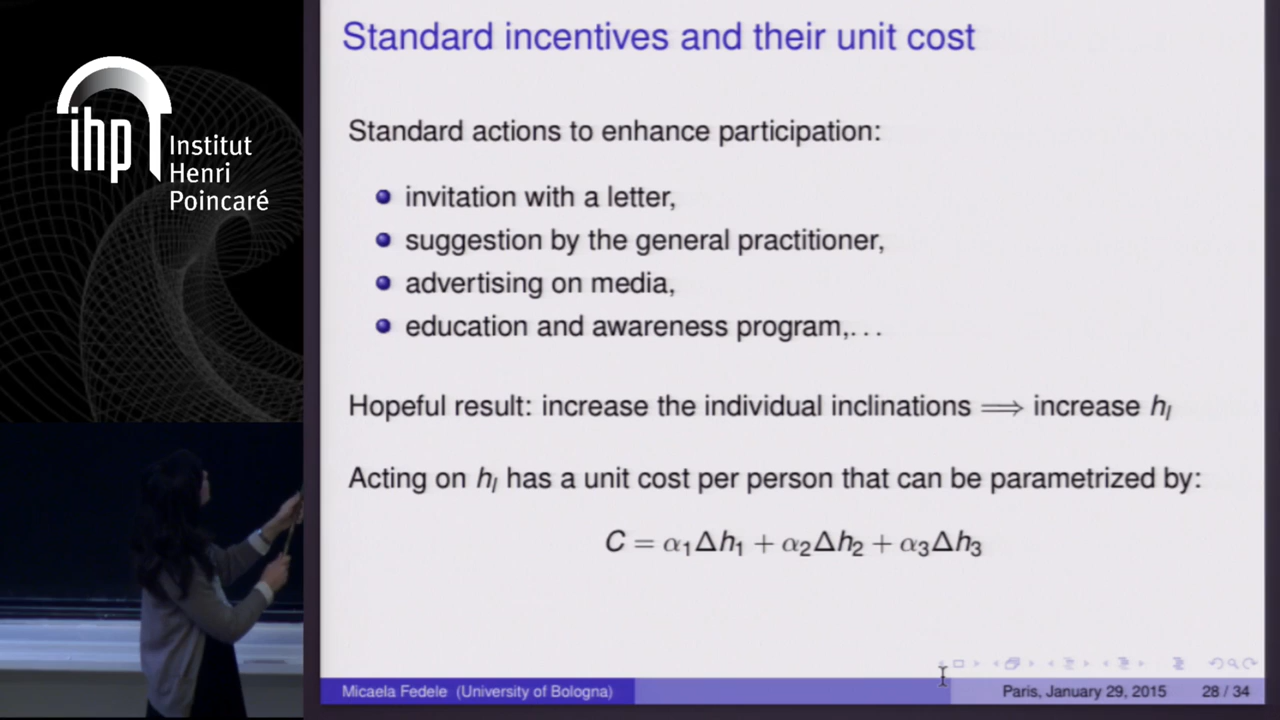 ihp
Institut
Henri
Poincaré
Standard incentives and their unit cost
Standard actions to enhance participation:
invitation with a letter,
suggestion by the general practitioner,
advertising on media,
education and awareness program,...
Hopeful result: increase the individual inclinations ⟹ increase hₗ
Acting on hₗ has a unit cost per person that can be parametrized by:
C = α₁Δh₁ + α₂Δh₂ + α₃Δh₃
Micaela Fedele (University of Bologna)
Paris, January 29, 2015
28 / 34